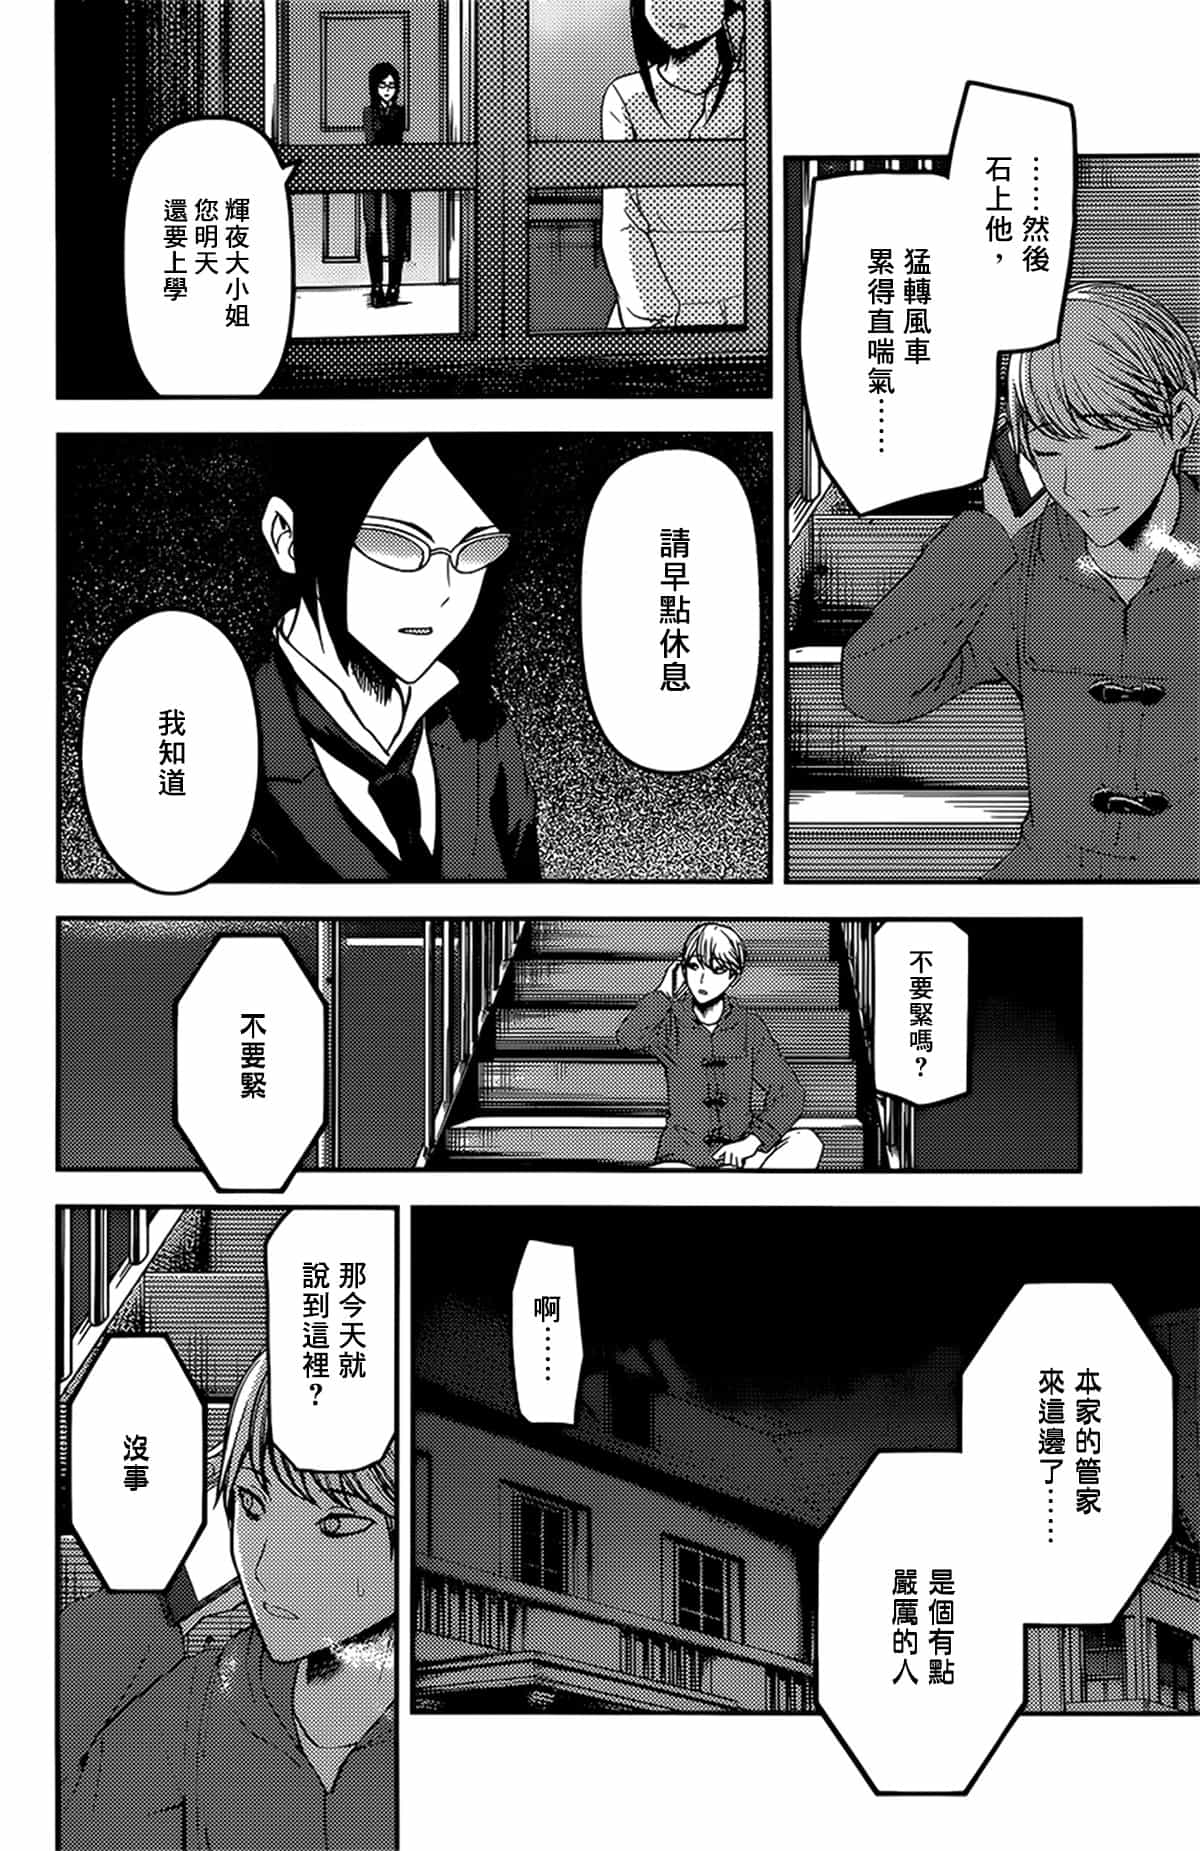 ……然後
石上他，
猛轉風車
累得直喘氣……
輝夜大小姐
您明天
還要上學
請早點休息
我知道
不要緊嗎？
不要緊
本家的管家
來這邊了……
是個有點
嚴厲的人
啊……
那今天就
說到這裡？
沒事